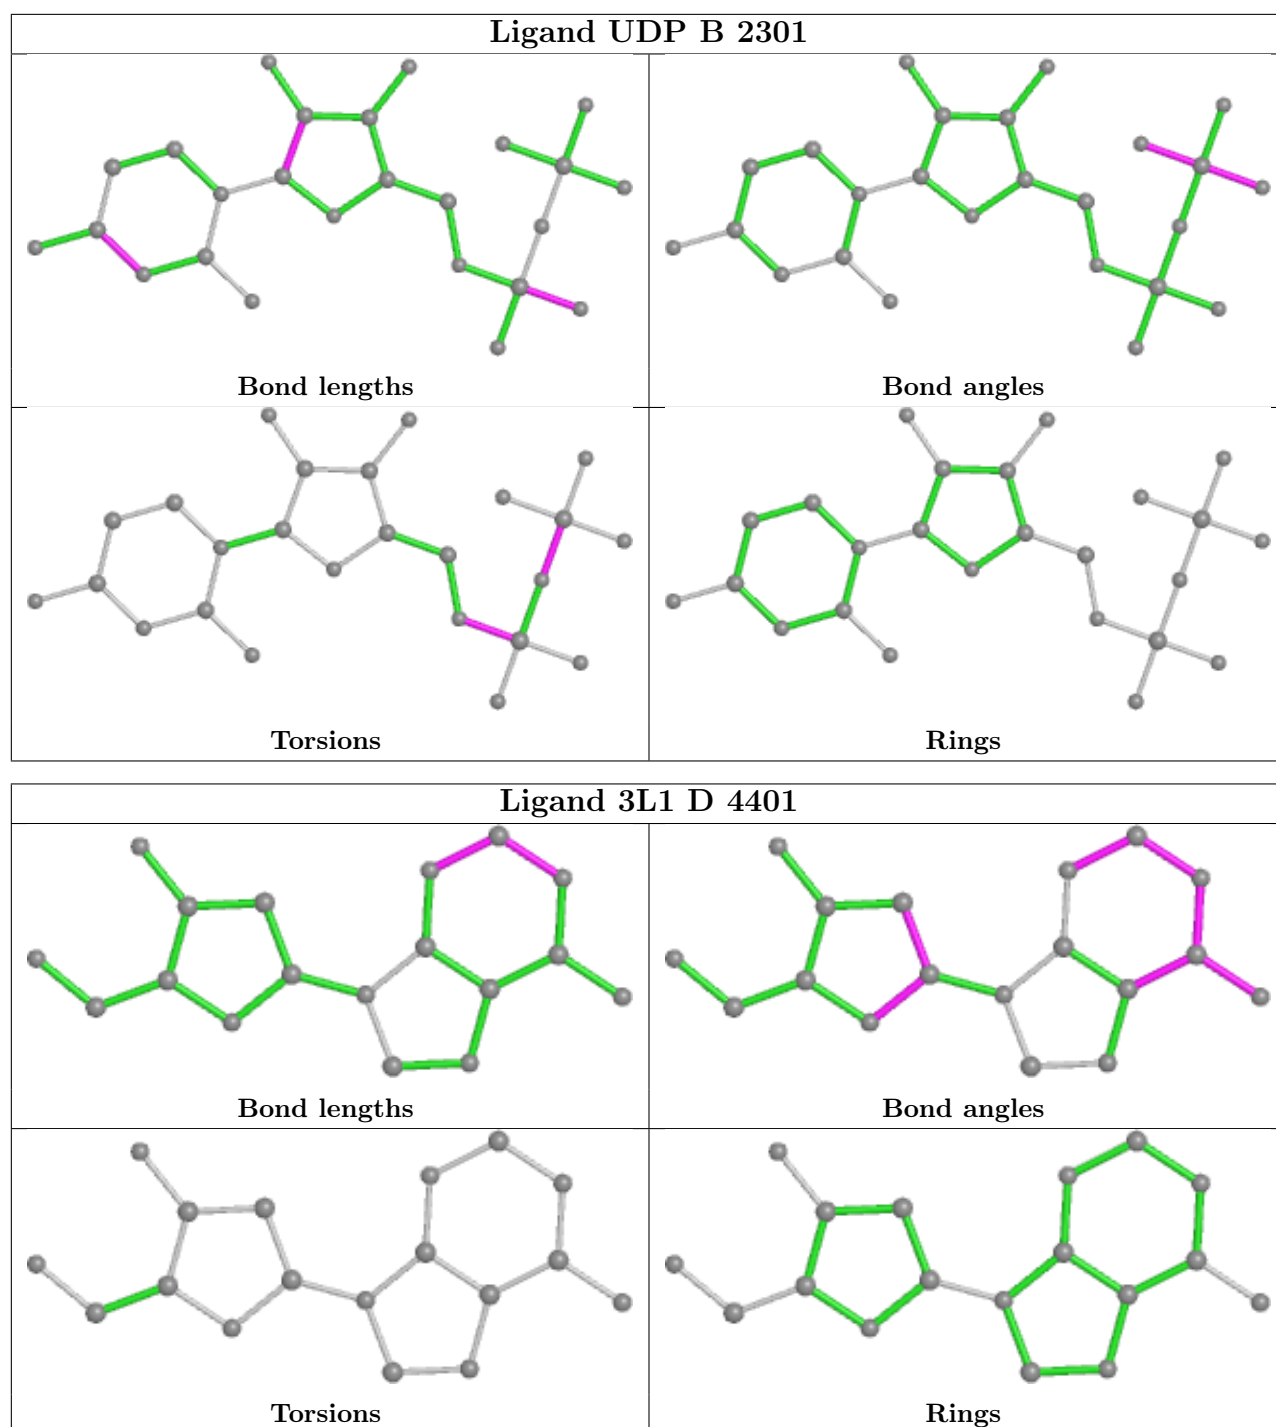 Ligand UDP B 2301
Bond lengths
Bond angles
Torsions
Rings
Ligand 3L1 D 4401
Bond lengths
Bond angles
Torsions
Rings